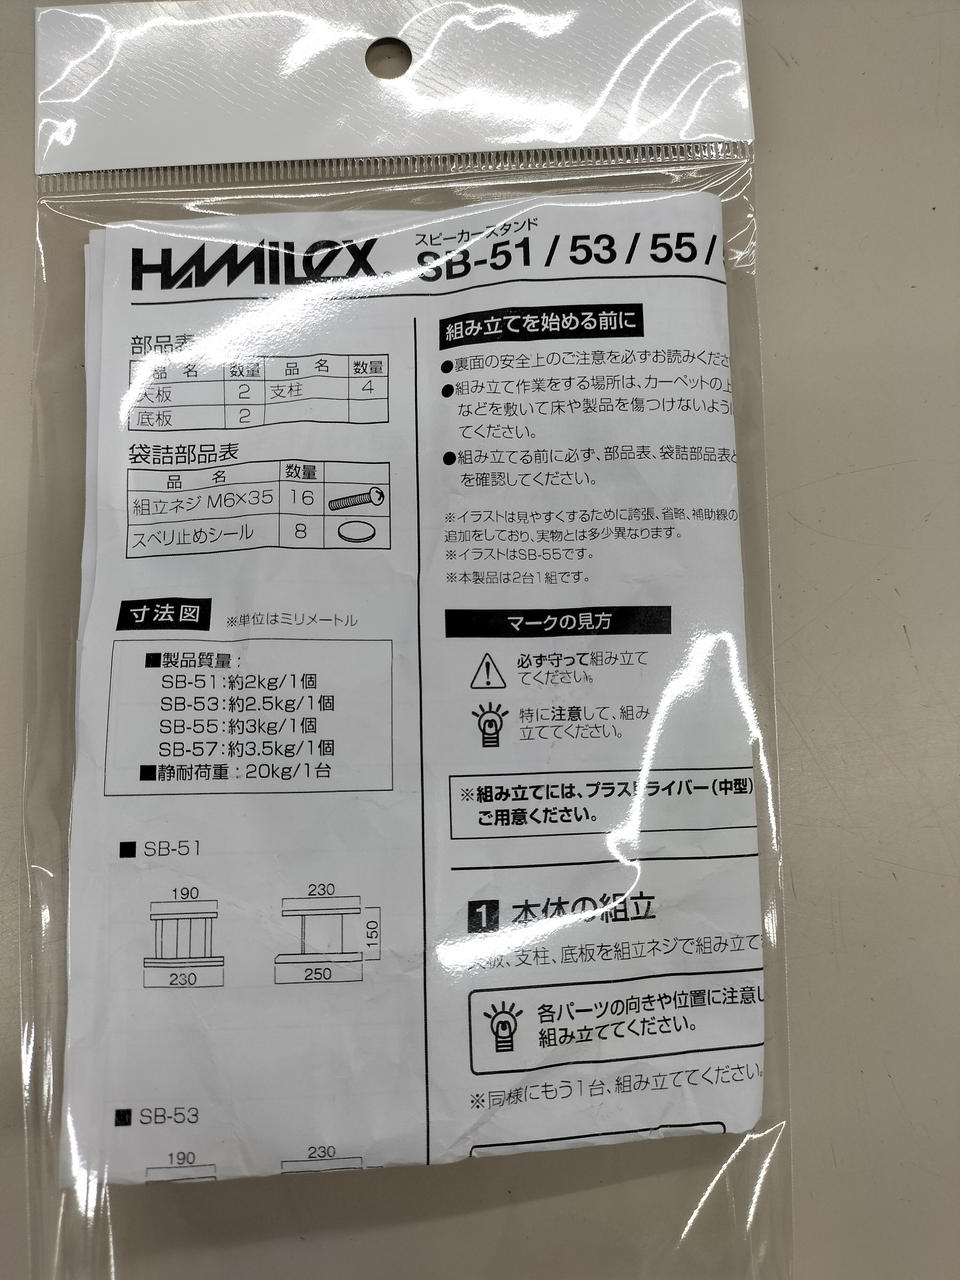 HAMILEX®
スピーカースタンド
SB-51 / 53 / 55 /
部品表
品 名 数量 品 名 数量
天板 2 支柱 4
底板 2
袋詰部品表
品 名 数量
組立ネジ M6×35 16
スベリ止めシール 8
寸法図 ※単位はミリメートル
■製品質量:
SB-51:約2kg/1個
SB-53:約2.5kg/1個
SB-55:約3kg/1個
SB-57:約3.5kg/1個
■静耐荷重:20kg/1台
■ SB-51
190 230
150
230 250
■ SB-53
190 230
組み立てを始める前に
●裏面の安全上のご注意を必ずお読みくださ
●組み立て作業をする場所は、カーペットの上
などを敷いて床や製品を傷つけないよう
てください。
●組み立てる前に必ず、部品表、袋詰部品表と
を確認してください。
※イラストは見やすくするために誇張、省略、補助線の
追加をしており、実物とは多少異なります。
※イラストはSB-55です。
※本製品は2台1組です。
マークの見方
必ず守って組み立て
てください。
特に注意して、組み
立ててください。
※組み立てには、プラスドライバー(中型)
ご用意ください。
1 本体の組立
天板、支柱、底板を組立ネジで組み立て
各パーツの向きや位置に注意し
組み立ててください。
※同様にもう1台、組み立ててください。